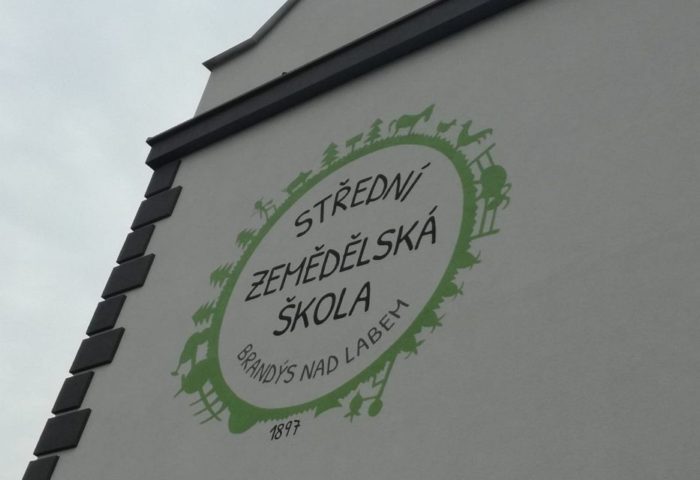 STŘEDNÍ
ZEMĚDĚLSKÁ
ŠKOLA
BRANDÝS NAD LABEM
1897